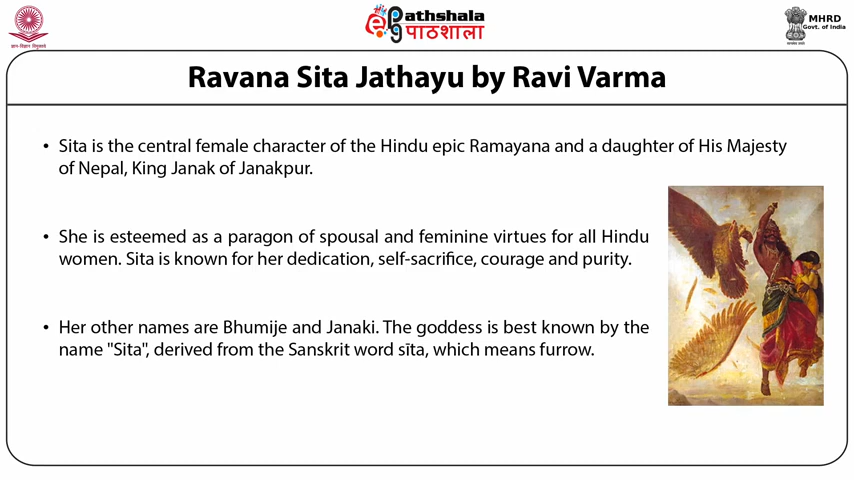 ज्ञान-विज्ञान विमुक्तये
Pathshala
पाठशाला
MHRD
Govt. of India
Ravana Sita Jathayu by Ravi Varma
• Sita is the central female character of the Hindu epic Ramayana and a daughter of His Majesty
of Nepal, King Janak of Janakpur.
• She is esteemed as a paragon of spousal and feminine virtues for all Hindu
women. Sita is known for her dedication, self-sacrifice, courage and purity.
• Her other names are Bhumije and Janaki. The goddess is best known by the
name "Sita", derived from the Sanskrit word sīta, which means furrow.